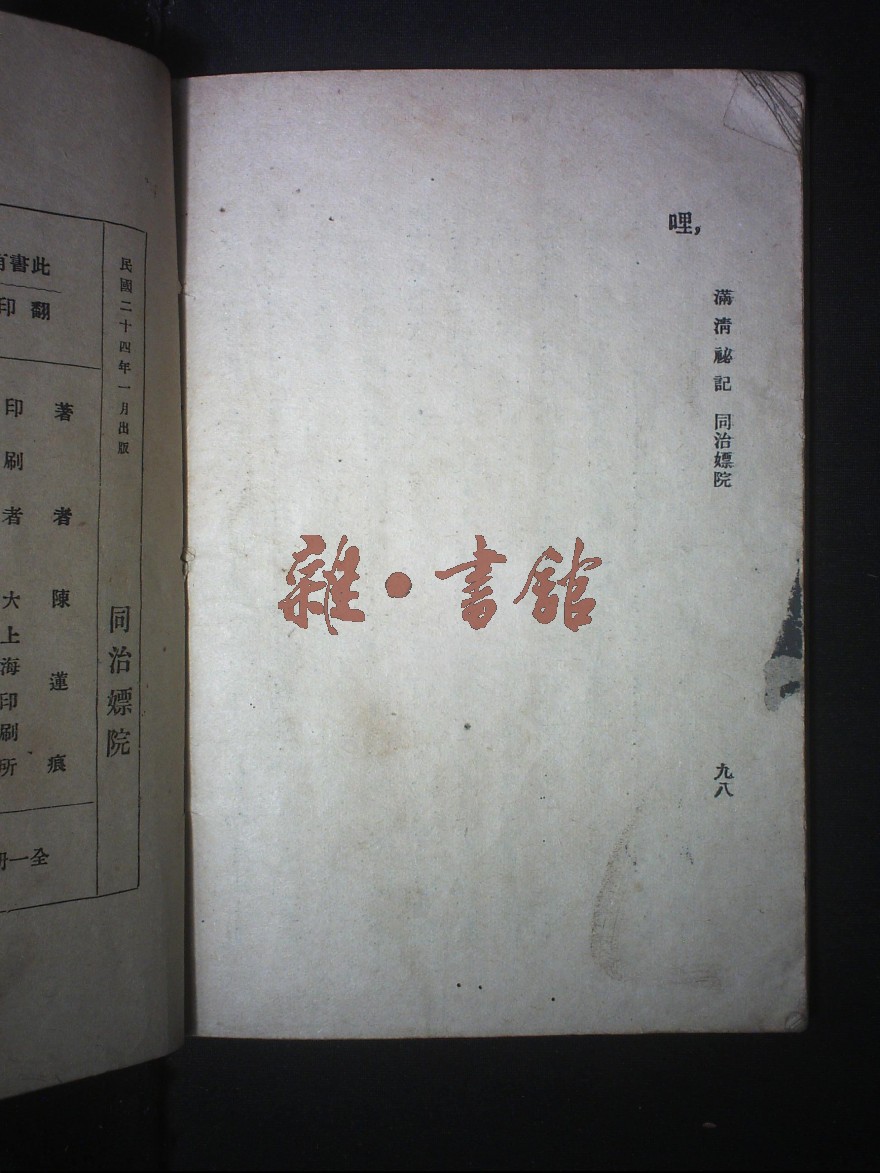 哩，
滿清祕記 同治嫖院
九八
雜·書館
民國二十四年一月出版
同治嫖院
此書有
翻印
著者 陳蓮痕
印刷者 大上海印刷所
全一册